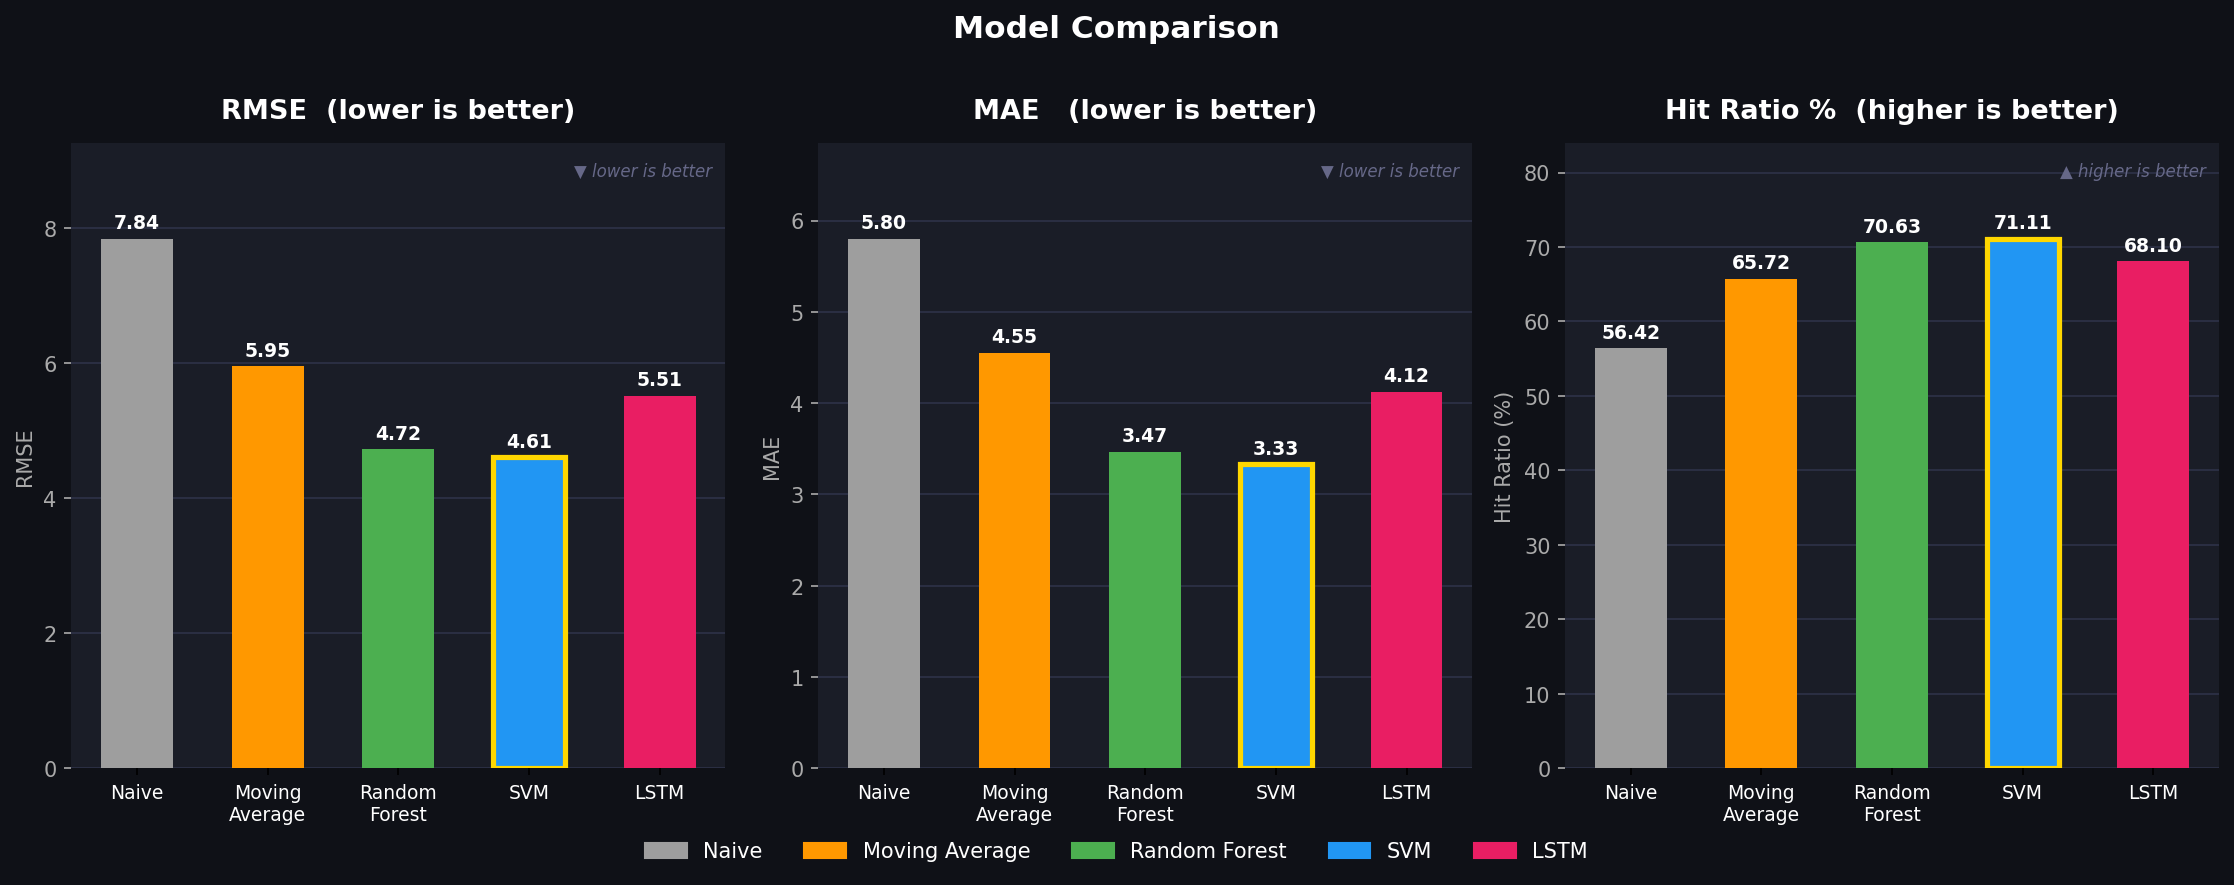 Model Comparison
RMSE  (lower is better)
▼ lower is better
RMSE
8
6
4
2
0
7.84
5.95
4.72
4.61
5.51
Naive
Moving
Average
Random
Forest
SVM
LSTM
MAE   (lower is better)
▼ lower is better
MAE
6
5
4
3
2
1
0
5.80
4.55
3.47
3.33
4.12
Naive
Moving
Average
Random
Forest
SVM
LSTM
Hit Ratio %  (higher is better)
▲ higher is better
Hit Ratio (%)
80
70
60
50
40
30
20
10
0
56.42
65.72
70.63
71.11
68.10
Naive
Moving
Average
Random
Forest
SVM
LSTM
Naive  Moving Average  Random Forest  SVM  LSTM